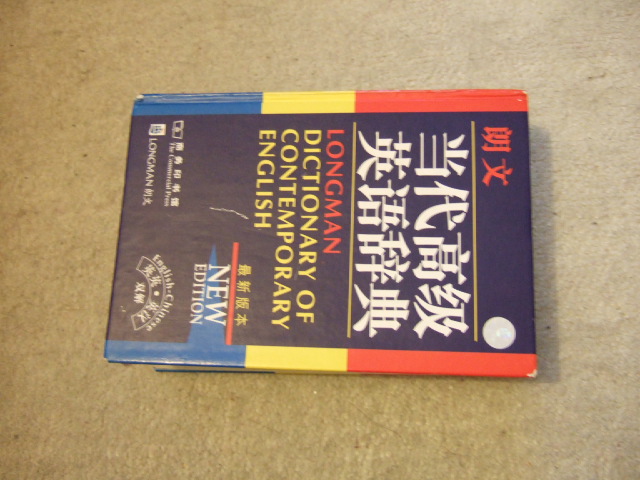 朗文
当代高级
英语辞典
LONGMAN
DICTIONARY OF
CONTEMPORARY
ENGLISH
最新版本
NEW
EDITION
English·Chinese
英英·英汉
双解
商务印书馆
The Commercial Press
LONGMAN 朗文